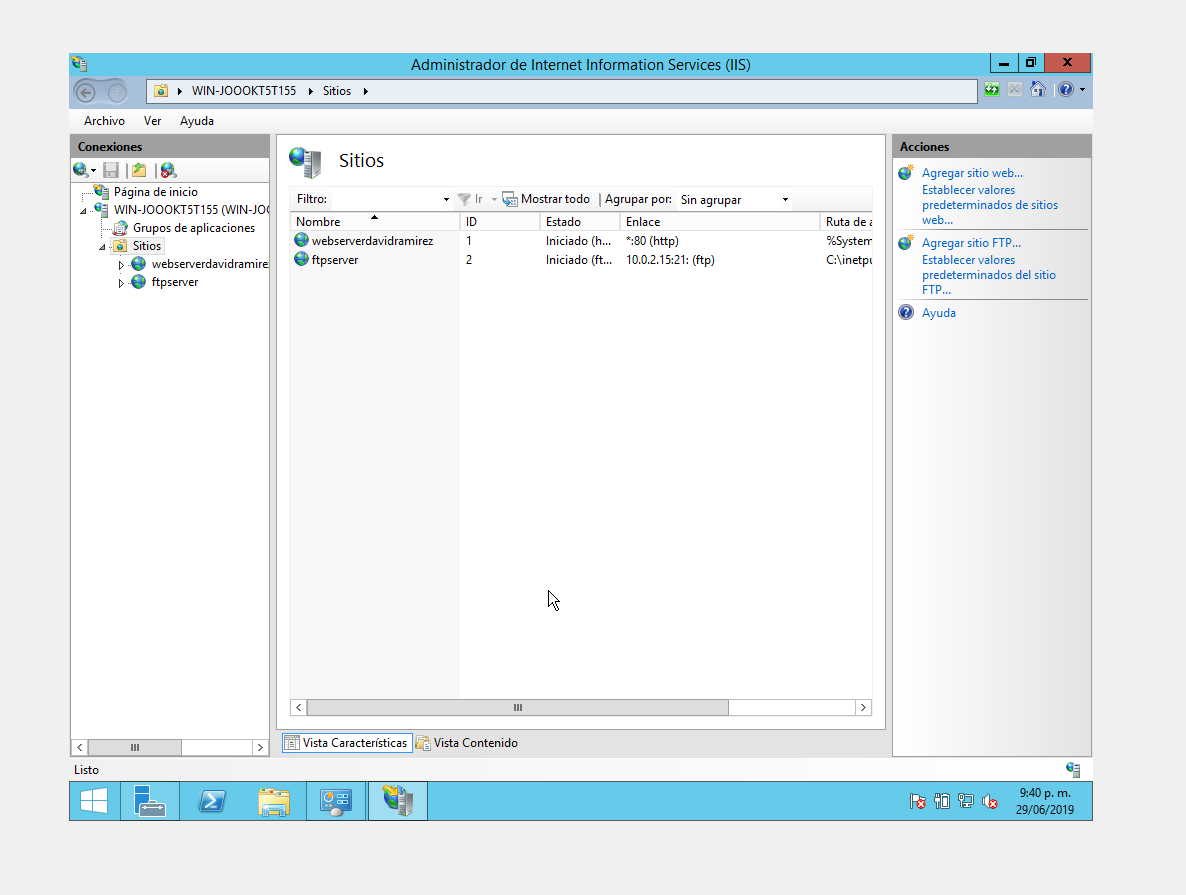 Administrador de Internet Information Services (IIS)
WIN-JOOOKT5T155 Sitios
Archivo Ver Ayuda
Conexiones
Página de inicio
WIN-JOOOKT5T155 (WIN-JO
Grupos de aplicaciones
Sitios
webserverdavidramire
ftpserver
Sitios
Filtro: Ir Mostrar todo Agrupar por: Sin agrupar
Nombre ID Estado Enlace Ruta de a
webserverdavidramirez 1 Iniciado (h... *:80 (http) %System
ftpserver 2 Iniciado (ft... 10.0.2.15:21: (ftp) C:\inetpu
Vista Características Vista Contenido
Acciones
Agregar sitio web...
Establecer valores
predeterminados de sitios
web...
Agregar sitio FTP...
Establecer valores
predeterminados del sitio
FTP...
Ayuda
Listo
9:40 p. m.
29/06/2019